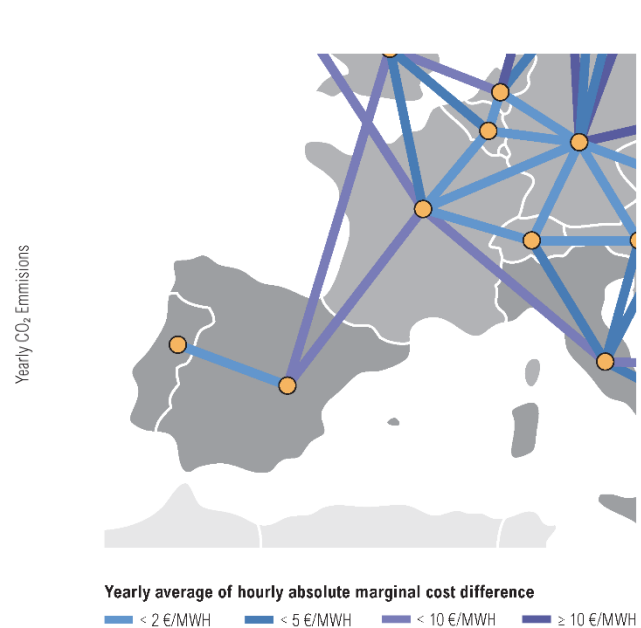 Yearly CO₂ Emmisions
Yearly average of hourly absolute marginal cost difference
< 2 €/MWH < 5 €/MWH < 10 €/MWH ≥ 10 €/MWH